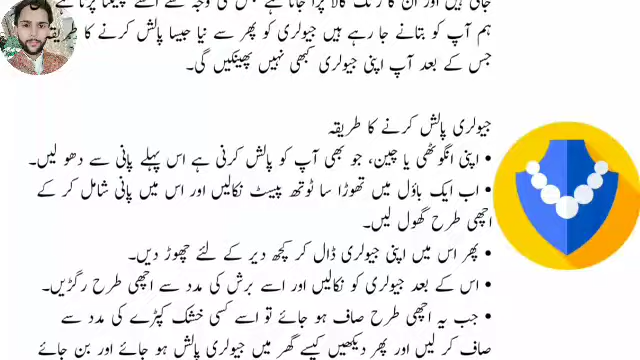 جاتی ہیں اور ان کا رنگ کالا پڑ جاتا ہے جس کی وجہ سے اسے پھینکنا پڑتا ہے
ہم آپ کو بتانے جا رہے ہیں جیولری کو پھر سے نیا جیسا پالش کرنے کا طریقہ
جس کے بعد آپ اپنی جیولری کبھی نہیں پھینکیں گی۔
جیولری پالش کرنے کا طریقہ
• اپنی انگوٹھی یا چین، جو بھی آپ کو پالش کرنی ہے اس پہلے پانی سے دھو لیں۔
• اب ایک باؤل میں تھوڑا سا ٹوتھ پیسٹ نکالیں اور اس میں پانی شامل کر کے
اچھی طرح گھول لیں۔
• پھر اس میں اپنی جیولری ڈال کر کچھ دیر کے لئے چھوڑ دیں۔
• اس کے بعد جیولری کو نکالیں اور اسے برش کی مدد سے اچھی طرح رگڑیں۔
• جب یہ اچھی طرح صاف ہو جائے تو اسے کسی خشک کپڑے کی مدد سے
صاف کر لیں اور پھر دیکھیں کیسے گھر میں جیولری پالش ہو جائے اور بن جائے